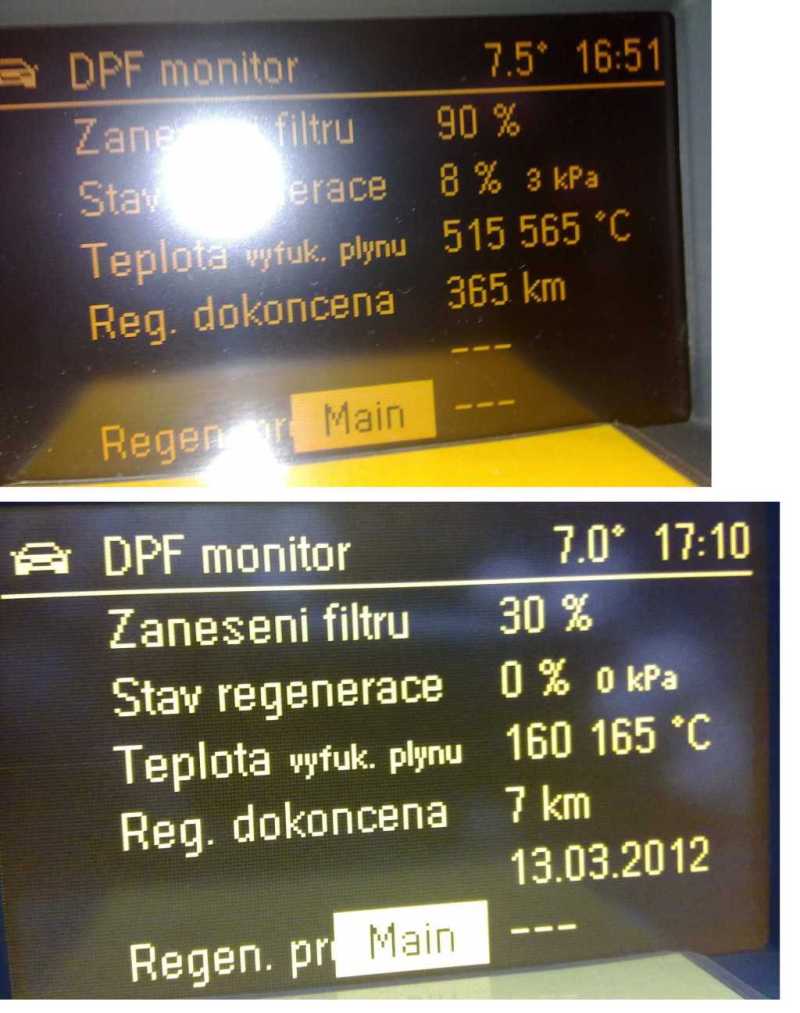 DPF monitor 7.5° 16:51
filtru 90 %
8 % 3 kPa
Teplota vyfuk. plynu 515 565 °C
Reg. dokoncena 365 km
---
Main ---
DPF monitor 7.0° 17:10
Zaneseni filtru 30 %
Stav regenerace 0 % 0 kPa
Teplota vyfuk. plynu 160 165 °C
Reg. dokoncena 7 km
13.03.2012
Regen. pr Main ---